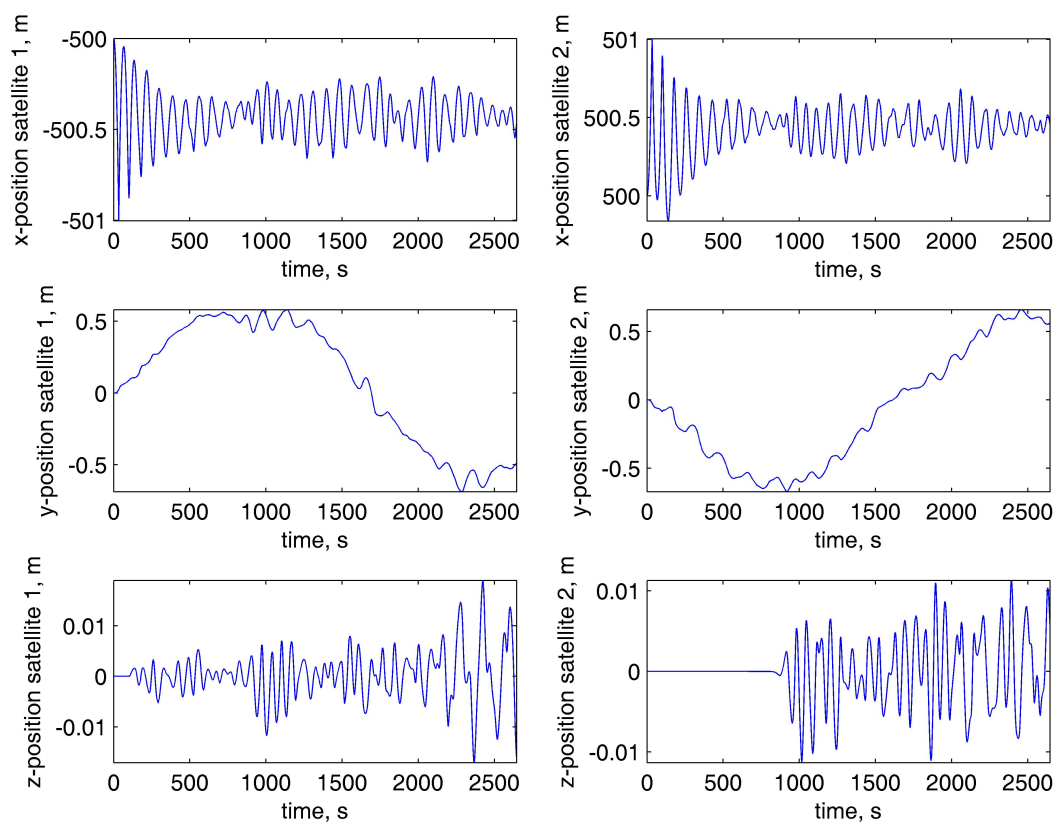 x-position satellite 1, m
-500
-500.5
-501
0 500 1000 1500 2000 2500
time, s
x-position satellite 2, m
501
500.5
500
0 500 1000 1500 2000 2500
time, s
y-position satellite 1, m
0.5
0
-0.5
0 500 1000 1500 2000 2500
time, s
y-position satellite 2, m
0.5
0
-0.5
0 500 1000 1500 2000 2500
time, s
z-position satellite 1, m
0.01
0
-0.01
0 500 1000 1500 2000 2500
time, s
z-position satellite 2, m
0.01
0
-0.01
0 500 1000 1500 2000 2500
time, s